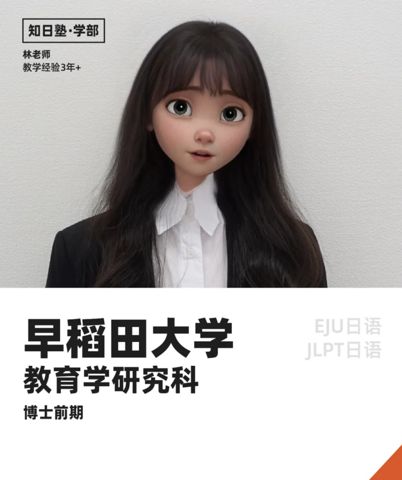 知日塾·学部
林老师
教学经验3年+
早稻田大学
EJU日语
JLPT日语
教育学研究科
博士前期